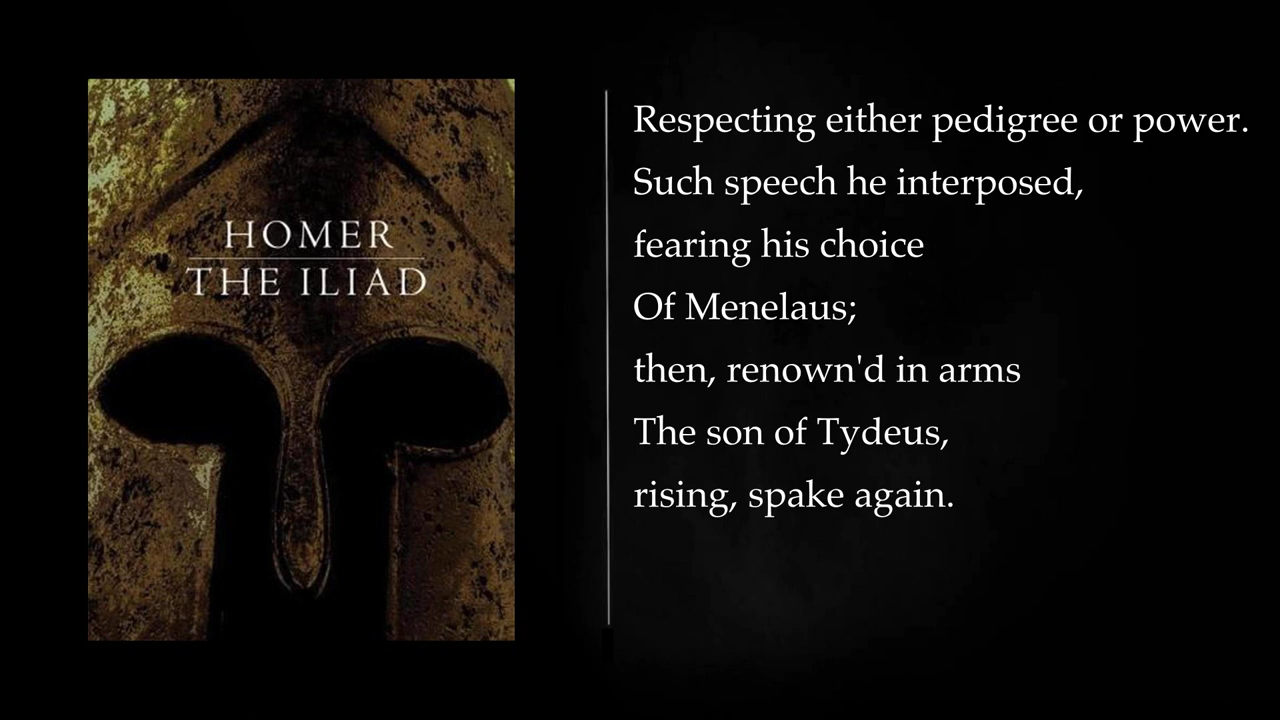 HOMER
THE ILIAD
Respecting either pedigree or power.
Such speech he interposed,
fearing his choice
Of Menelaus;
then, renown'd in arms
The son of Tydeus,
rising, spake again.